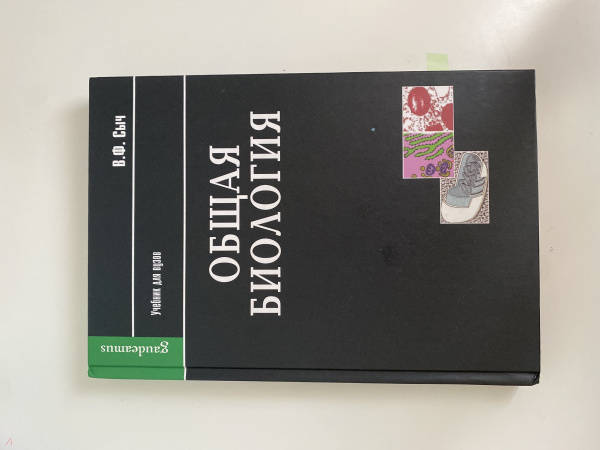 В.Ф. Сыч
Учебник для вузов
gaudeamus
ОБЩАЯ
БИОЛОГИЯ